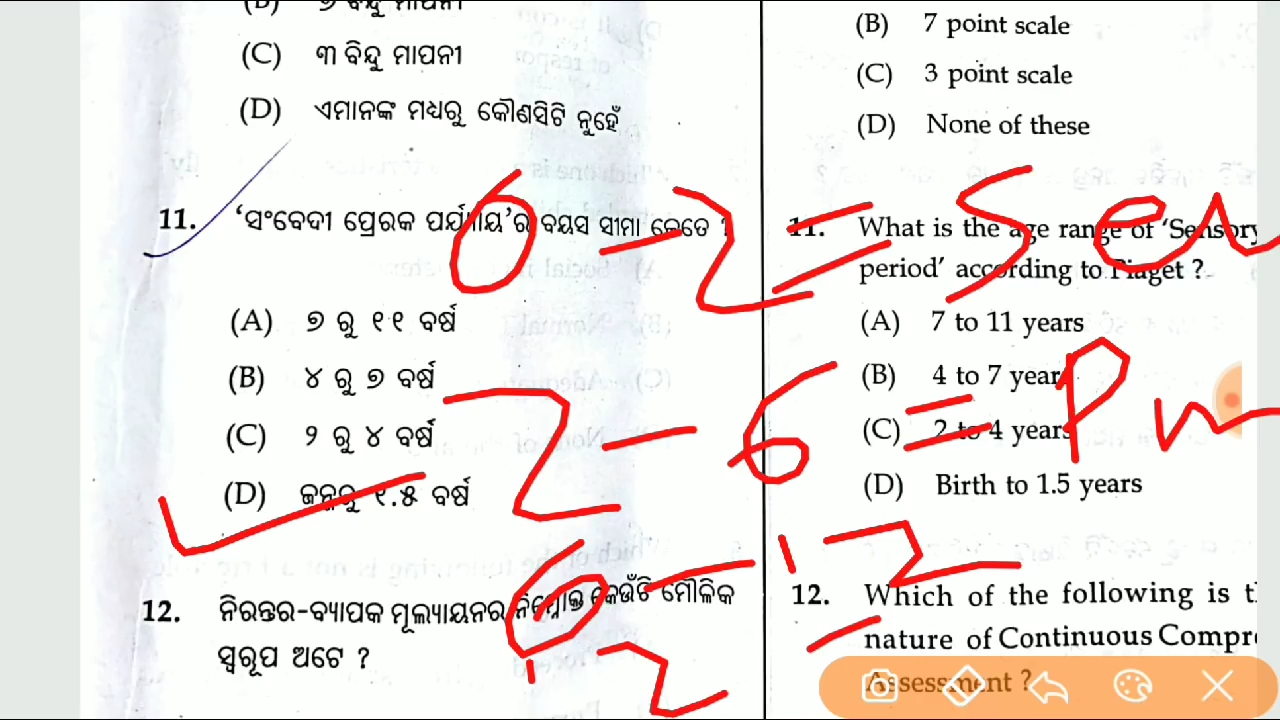 (C) ୩ ବିନ୍ଦୁ ମାପନୀ
(D) ଏମାନଙ୍କ ମଧ୍ୟରୁ କୌଣସିଟି ନୁହେଁ
11. ‘ସଂବେଦୀ ପ୍ରେରକ ପର୍ଯ୍ୟାୟ’ର ବୟସ ସୀମା କେତେ ?
(A) ୭ ରୁ ୧୧ ବର୍ଷ
(B) ୪ ରୁ ୭ ବର୍ଷ
(C) ୨ ରୁ ୪ ବର୍ଷ
(D) ଜନ୍ମରୁ ୧.୫ ବର୍ଷ
12. ନିରନ୍ତର-ବ୍ୟାପକ ମୂଲ୍ୟାୟନର ନିମ୍ନୋକ୍ତ କେଉଁଟି ମୌଳିକ
ସ୍ୱରୂପ ଅଟେ ?
(B) 7 point scale
(C) 3 point scale
(D) None of these
11. What is the age range of ‘Sensory
period’ according to Piaget ?
(A) 7 to 11 years
(B) 4 to 7 years
(C) 2 to 4 years
(D) Birth to 1.5 years
12. Which of the following is
nature of Continuous
Assessment ?
0 - 2 = Sen
2 - 6 =
6 - 12